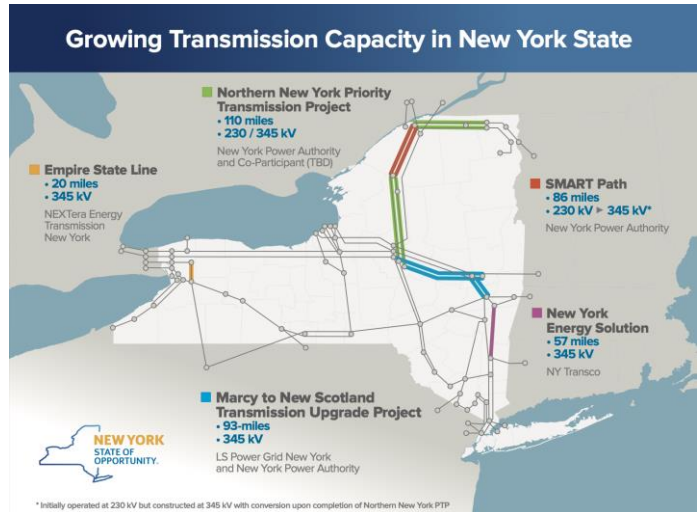 Growing Transmission Capacity in New York State
Northern New York Priority
Transmission Project
• 110 miles
• 230 / 345 kV
New York Power Authority
and Co-Participant (TBD)
Empire State Line
• 20 miles
• 345 kV
NEXTera Energy
Transmission
New York
SMART Path
• 86 miles
• 230 kV ▶ 345 kV*
New York Power Authority
New York
Energy Solution
• 57 miles
• 345 kV
NY Transco
Marcy to New Scotland
Transmission Upgrade Project
• 93-miles
• 345 kV
LS Power Grid New York
and New York Power Authority
NEW YORK
STATE OF
OPPORTUNITY.
* Initially operated at 230 kV but constructed at 345 kV with conversion upon completion of Northern New York PTP